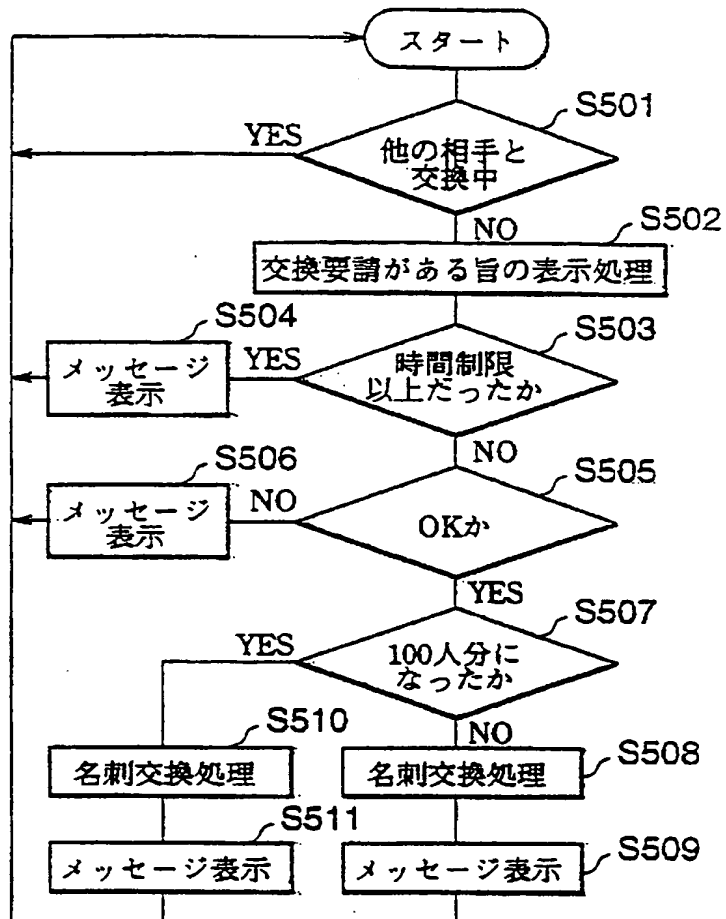 スタート
S501
YES
他の相手と
交換中
NO
S502
交換要請がある旨の表示処理
S504
S503
メッセージ
表示
YES
時間制限
以上だったか
NO
S506
S505
メッセージ
表示
NO
OKか
YES
S507
YES
100人分に
なったか
NO
S510
名刺交換処理
名刺交換処理
S508
S511
メッセージ表示
メッセージ表示
S509